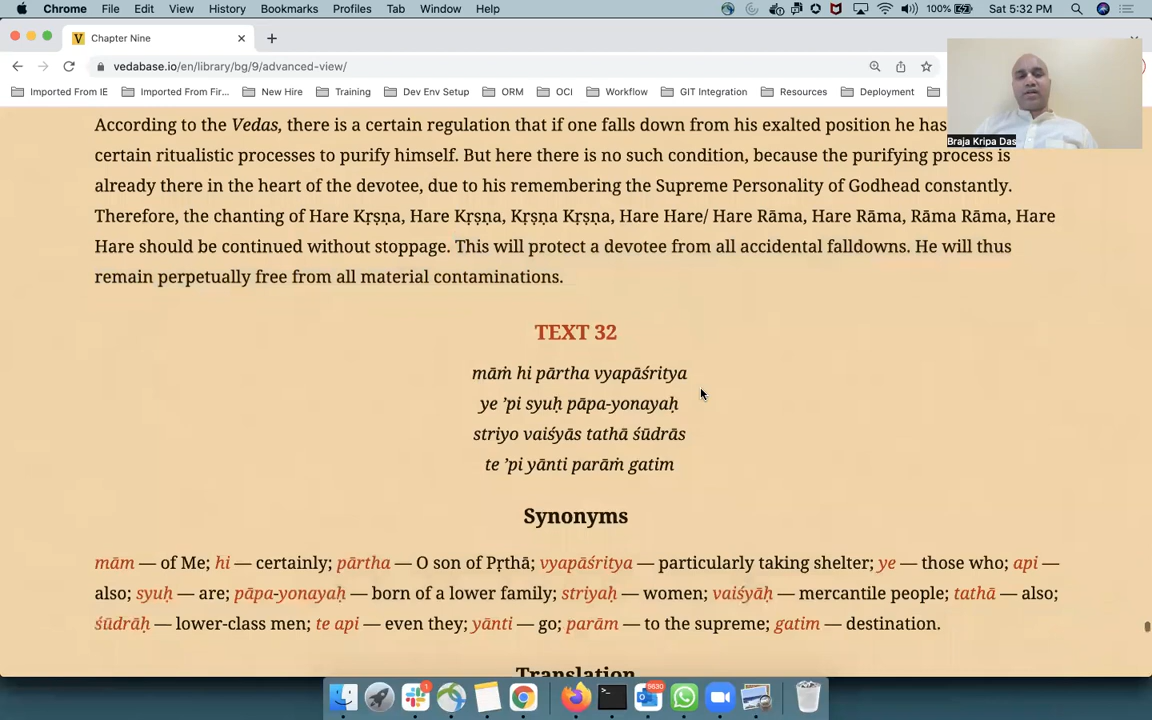 Chrome File Edit View History Bookmarks Profiles Tab Window Help 100% Sat 5:32 PM
Chapter Nine
vedabase.io/en/library/bg/9/advanced-view/
Imported From IE Imported From Fir... New Hire Training Dev Env Setup ORM OCI Workflow GIT Integration Resources Deployment
Braja Kripa Das
According to the Vedas, there is a certain regulation that if one falls down from his exalted position he has
certain ritualistic processes to purify himself. But here there is no such condition, because the purifying process is
already there in the heart of the devotee, due to his remembering the Supreme Personality of Godhead constantly.
Therefore, the chanting of Hare Kṛṣṇa, Hare Kṛṣṇa, Kṛṣṇa Kṛṣṇa, Hare Hare/ Hare Rāma, Hare Rāma, Rāma Rāma, Hare
Hare should be continued without stoppage. This will protect a devotee from all accidental falldowns. He will thus
remain perpetually free from all material contaminations.
TEXT 32
māṁ hi pārtha vyapāśritya
ye ’pi syuḥ pāpa-yonayaḥ
striyo vaiśyās tathā śūdrās
te ’pi yānti parāṁ gatim
Synonyms
mām — of Me; hi — certainly; pārtha — O son of Pṛthā; vyapāśritya — particularly taking shelter; ye — those who; api —
also; syuḥ — are; pāpa-yonayaḥ — born of a lower family; striyaḥ — women; vaiśyāḥ — mercantile people; tathā — also;
śūdrāḥ — lower-class men; te api — even they; yānti — go; parām — to the supreme; gatim — destination.
Translation
1
5630